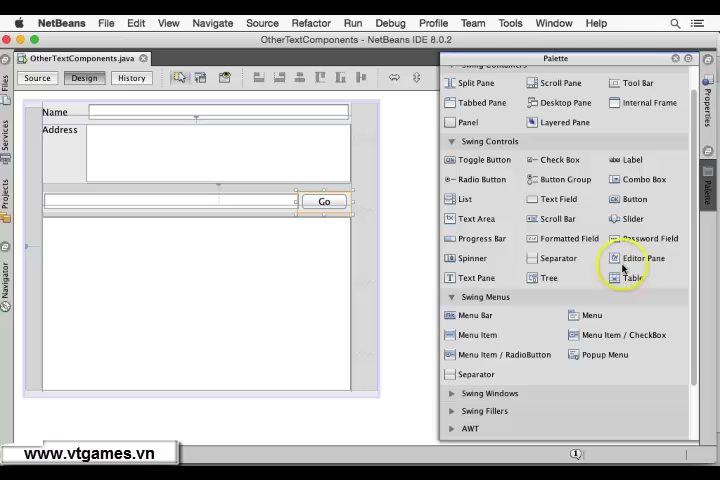 NetBeans File Edit View Navigate Source Refactor Run Debug Profile Team Tools Window Help
OtherTextComponents - NetBeans IDE 8.0.2
OtherTextComponents.java
Source Design History
Name
Address
Go
Files
Services
Projects
Navigator
Palette
Swing Containers
Split Pane Scroll Pane Tool Bar
Tabbed Pane Desktop Pane Internal Frame
Panel Layered Pane
Swing Controls
Toggle Button Check Box Label
Radio Button Button Group Combo Box
List Text Field Button
Text Area Scroll Bar Slider
Progress Bar Formatted Field Password Field
Spinner Separator Editor Pane
Text Pane Tree Table
Swing Menus
Menu Bar Menu
Menu Item Menu Item / CheckBox
Menu Item / RadioButton Popup Menu
Separator
Swing Windows
Swing Fillers
AWT
Properties
Palette
www.vtgames.vn